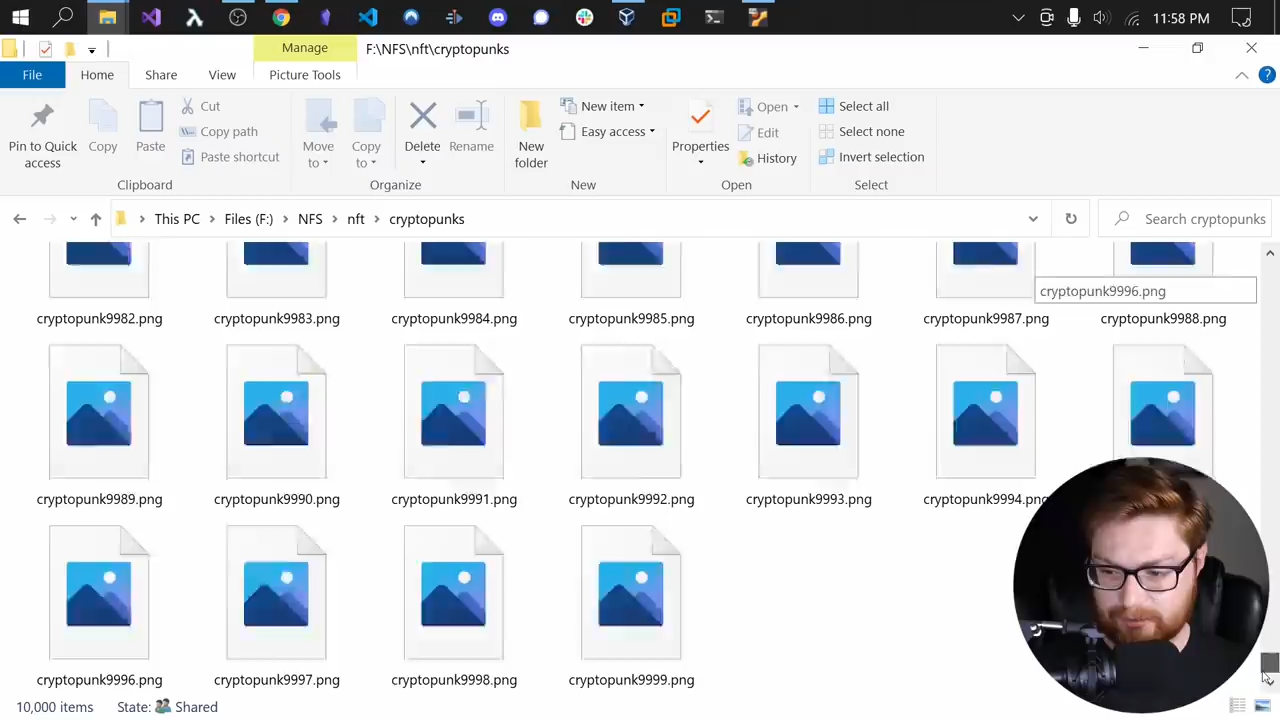 11:58 PM
Manage
F:\NFS\nft\cryptopunks
File
Home
Share
View
Picture Tools
Pin to Quick access
Copy
Paste
Cut
Copy path
Paste shortcut
Move to
Copy to
Delete
Rename
New folder
New item
Easy access
Properties
Open
Edit
History
Select all
Select none
Invert selection
Clipboard
Organize
New
Open
Select
This PC
Files (F:)
NFS
nft
cryptopunks
Search cryptopunks
cryptopunk9996.png
cryptopunk9982.png
cryptopunk9983.png
cryptopunk9984.png
cryptopunk9985.png
cryptopunk9986.png
cryptopunk9987.png
cryptopunk9988.png
cryptopunk9989.png
cryptopunk9990.png
cryptopunk9991.png
cryptopunk9992.png
cryptopunk9993.png
cryptopunk9994.png
cryptopunk9996.png
cryptopunk9997.png
cryptopunk9998.png
cryptopunk9999.png
10,000 items
State:
Shared